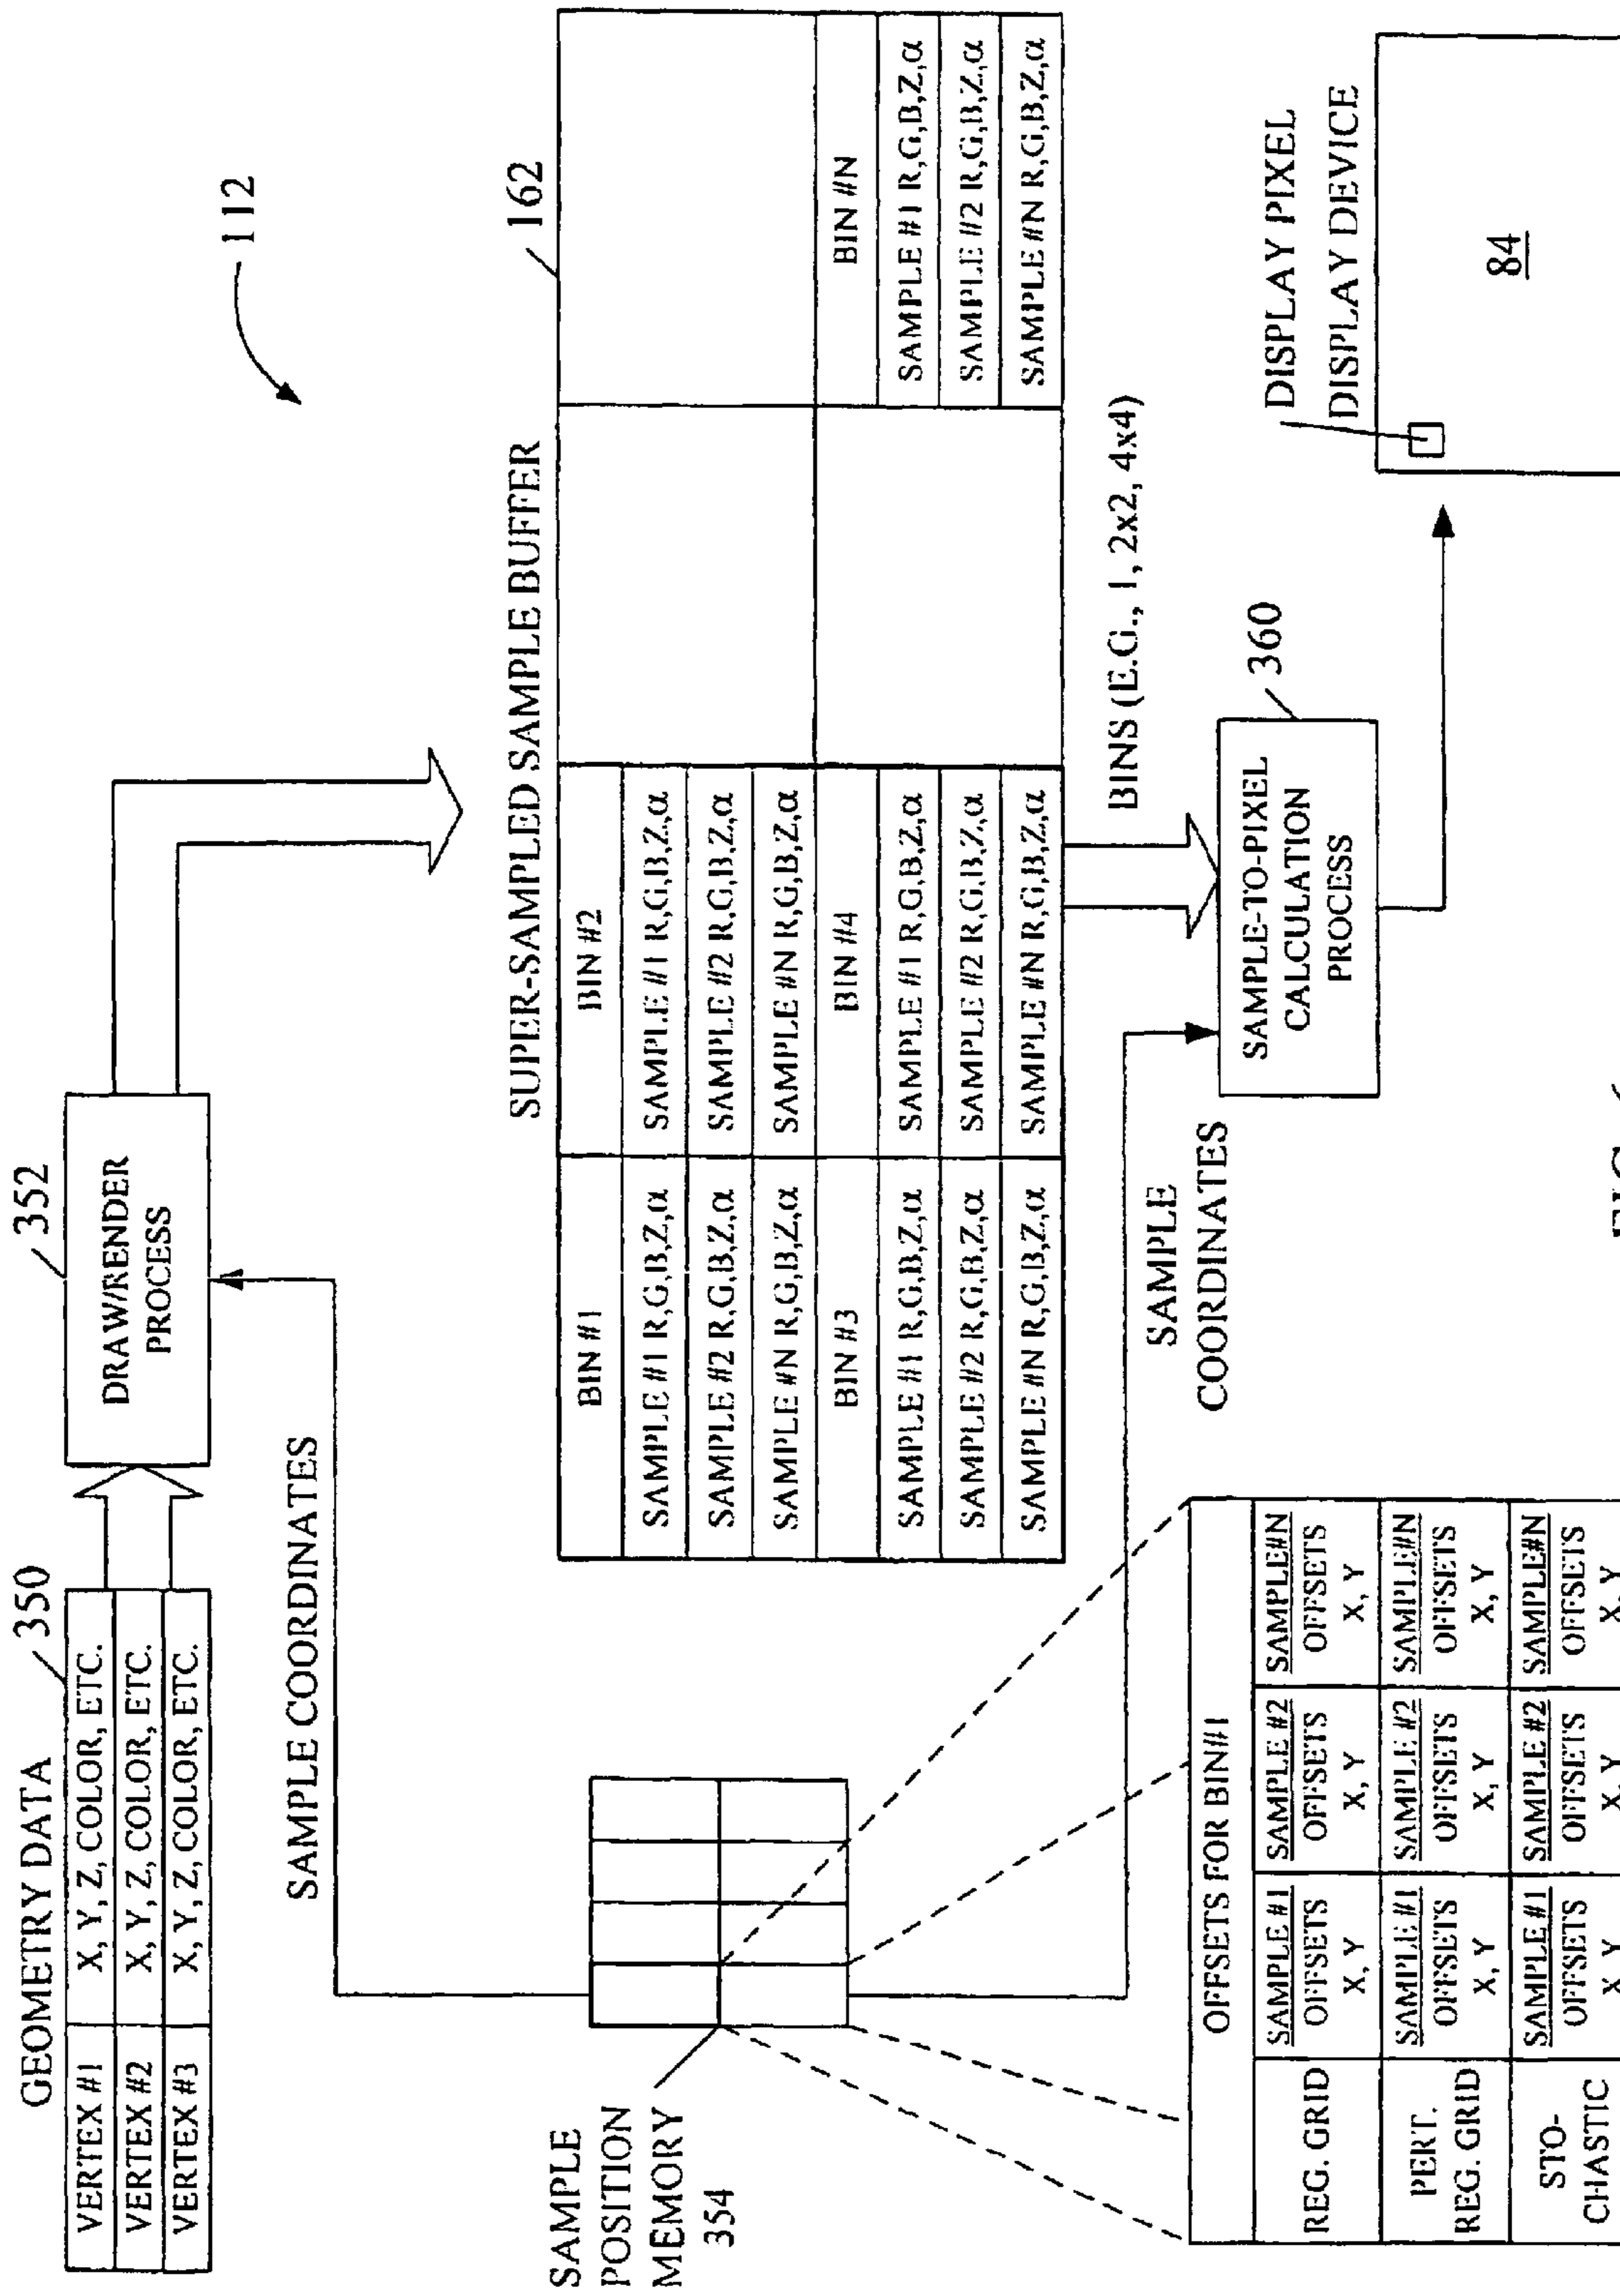 112
GEOMETRY DATA
350
VERTEX #1 X, Y, Z, COLOR, ETC.
VERTEX #2 X, Y, Z, COLOR, ETC.
VERTEX #3 X, Y, Z, COLOR, ETC.
352
DRAW/RENDER
PROCESS
SAMPLE COORDINATES
SUPER-SAMPLED SAMPLE BUFFER
162
BIN #1
SAMPLE #1 R,G,B,Z,α
SAMPLE #2 R,G,B,Z,α
SAMPLE #N R,G,B,Z,α
BIN #2
SAMPLE #1 R,G,B,Z,α
SAMPLE #2 R,G,B,Z,α
SAMPLE #N R,G,B,Z,α
BIN #3
SAMPLE #1 R,G,B,Z,α
SAMPLE #2 R,G,B,Z,α
SAMPLE #N R,G,B,Z,α
BIN #4
SAMPLE #1 R,G,B,Z,α
SAMPLE #2 R,G,B,Z,α
SAMPLE #N R,G,B,Z,α
BIN #N
SAMPLE #1 R,G,B,Z,α
SAMPLE #2 R,G,B,Z,α
SAMPLE #N R,G,B,Z,α
SAMPLE
POSITION
MEMORY
354
BINS (E.G., 1, 2x2, 4x4)
SAMPLE
COORDINATES
360
SAMPLE-TO-PIXEL
CALCULATION
PROCESS
DISPLAY PIXEL
DISPLAY DEVICE
84
OFFSETS FOR BIN#1
REG. GRID
SAMPLE #1
OFFSETS
X, Y
SAMPLE #2
OFFSETS
X, Y
SAMPLE#N
OFFSETS
X, Y
PERT.
REG. GRID
SAMPLE #1
OFFSETS
X, Y
SAMPLE #2
OFFSETS
X, Y
SAMPLE#N
OFFSETS
X, Y
STO-
CHASTIC
SAMPLE #1
OFFSETS
X, Y
SAMPLE #2
OFFSETS
X, Y
SAMPLE#N
OFFSETS
X, Y